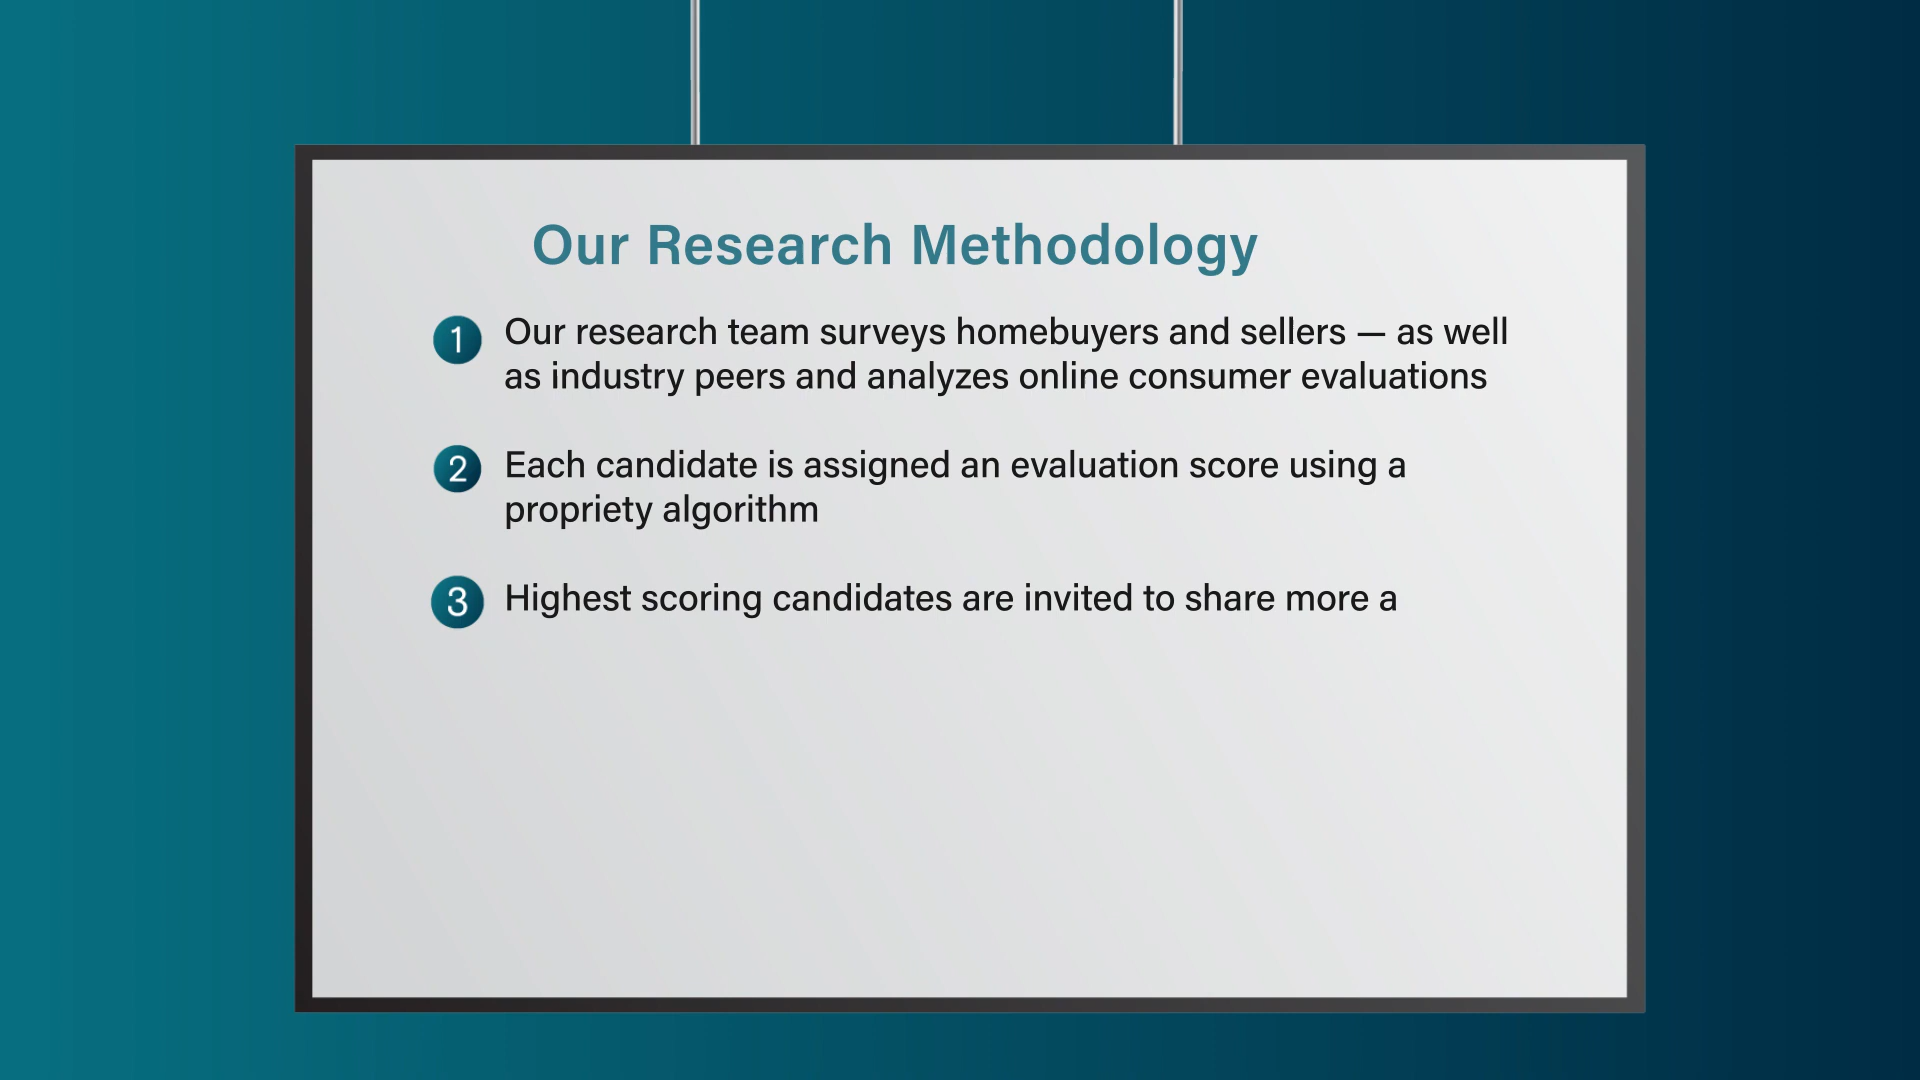 Our Research Methodology
1 Our research team surveys homebuyers and sellers — as well
as industry peers and analyzes online consumer evaluations
2 Each candidate is assigned an evaluation score using a
propriety algorithm
3 Highest scoring candidates are invited to share more a